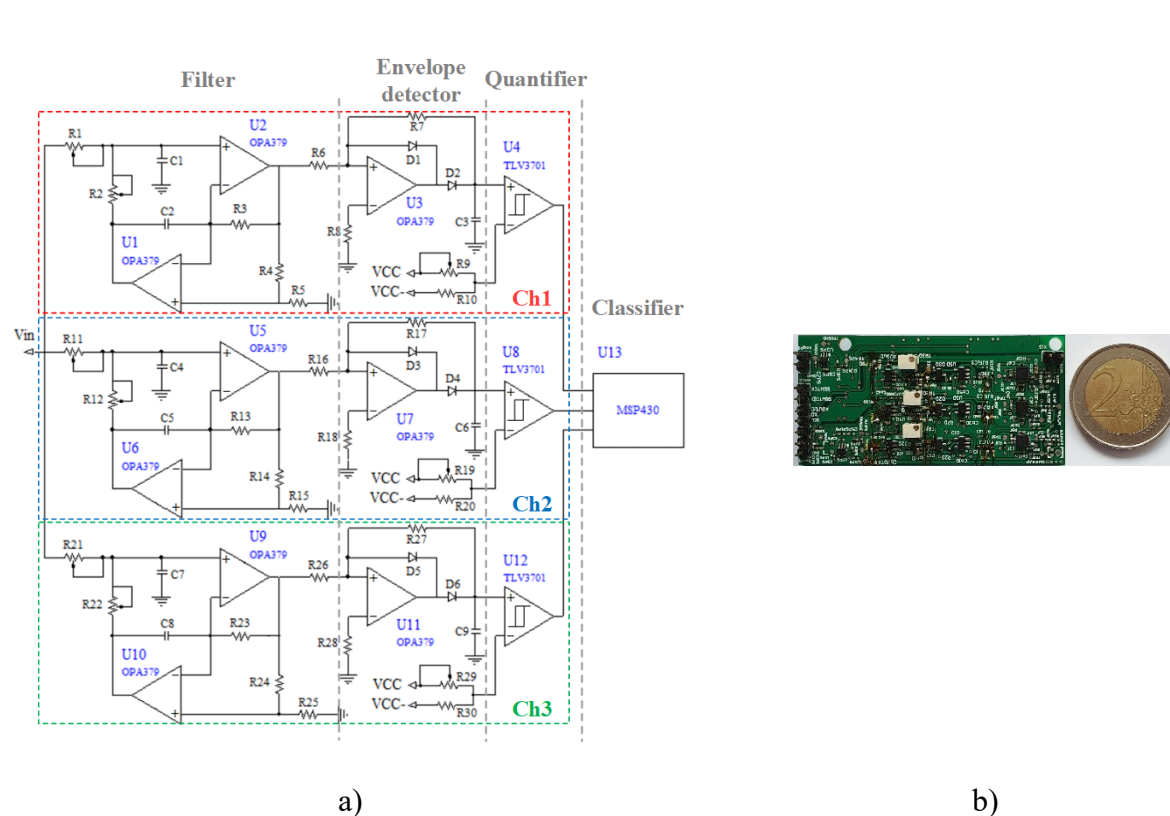 Filter
Envelope
detector
Quantifier
R1
C1
R2
C2
U2
OPA379
R3
R4
R5
U1
OPA379
R6
R7
D1
D2
U3
OPA379
R8
C3
VCC
R9
VCC-
R10
U4
TLV3701
Ch1
Classifier
Vin
R11
C4
R12
C5
U5
OPA379
R13
R14
R15
U6
OPA379
R16
R17
D3
D4
U7
OPA379
R18
C6
VCC
R19
VCC-
R20
U8
TLV3701
Ch2
U13
MSP430
R21
C7
R22
C8
U9
OPA379
R23
R24
R25
U10
OPA379
R26
R27
D5
D6
U11
OPA379
R28
C9
VCC
R29
VCC-
R30
U12
TLV3701
Ch3
2
a)
b)